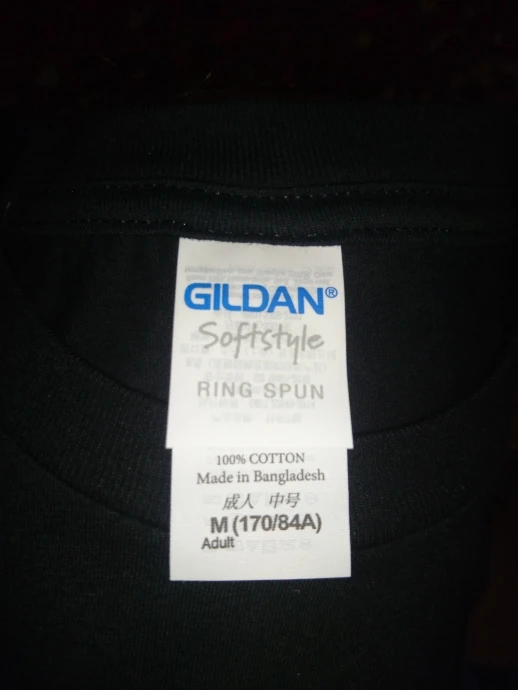 GILDAN®
Softstyle
RING SPUN
100% COTTON
Made in Bangladesh
成人 中号
M (170/84A)
Adult